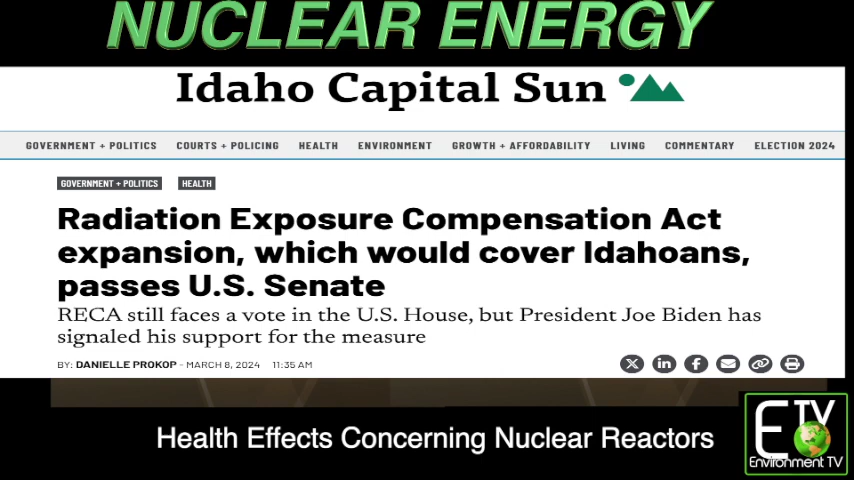 NUCLEAR ENERGY
Idaho Capital Sun
GOVERNMENT + POLITICS COURTS + POLICING HEALTH ENVIRONMENT GROWTH + AFFORDABILITY LIVING COMMENTARY ELECTION 2024
GOVERNMENT + POLITICS HEALTH
Radiation Exposure Compensation Act
expansion, which would cover Idahoans,
passes U.S. Senate
RECA still faces a vote in the U.S. House, but President Joe Biden has
signaled his support for the measure
BY: DANIELLE PROKOP - MARCH 8, 2024 11:35 AM
Health Effects Concerning Nuclear Reactors
ETV
Environment TV